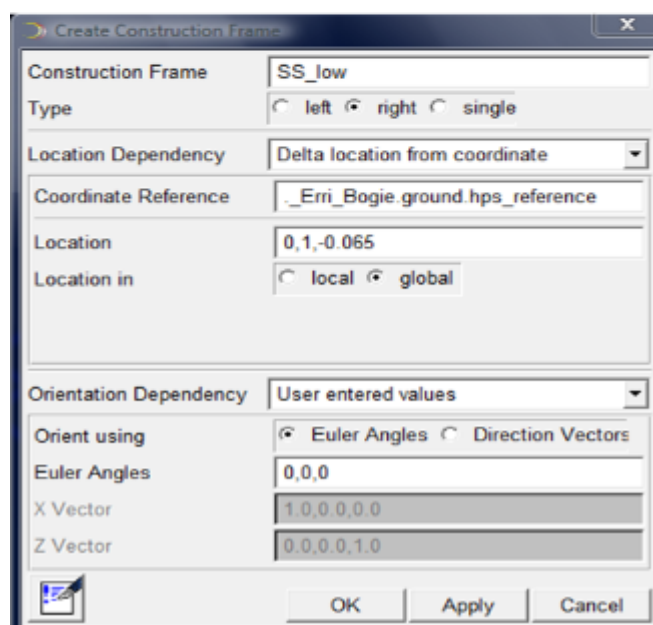 Create Construction Frame
Construction Frame SS_low
Type left right single
Location Dependency Delta location from coordinate
Coordinate Reference ._Erri_Bogie.ground.hps_reference
Location 0,1,-0.065
Location in local global
Orientation Dependency User entered values
Orient using Euler Angles Direction Vectors
Euler Angles 0,0,0
X Vector 1.0,0.0,0.0
Z Vector 0.0,0.0,1.0
OK Apply Cancel